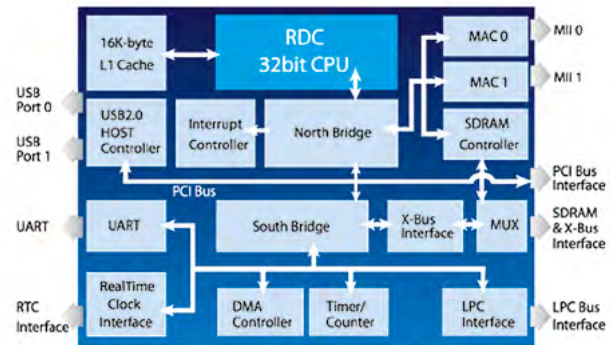 16K-byte
L1 Cache
RDC
32bit CPU
MAC 0
MII 0
MAC 1
MII 1
USB
Port 0
USB
Port 1
USB2.0
HOST
Controller
Interrupt
Controller
North Bridge
SDRAM
Controller
PCI Bus
PCI Bus
Interface
UART
UART
South Bridge
X-Bus
Interface
MUX
SDRAM
& X-Bus
Interface
RTC
Interface
RealTime
Clock
Interface
DMA
Controller
Timer/
Counter
LPC
Interface
LPC Bus
Interface